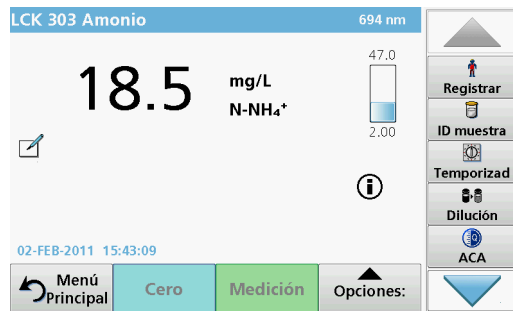 LCK 303 Amonio 694 nm
47.0
18.5 mg/L
N-NH₄⁺
2.00
02-FEB-2011 15:43:09
Menú Principal
Cero
Medición
Opciones:
Registrar
ID muestra
Temporizad
Dilución
ACA